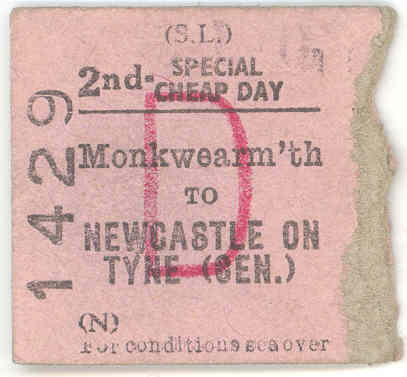 (S.L.)
2nd- SPECIAL
CHEAP DAY
D
Monkwearm'th
TO
NEWCASTLE ON
TYNE (CEN.)
(N)
For conditions see over
1429